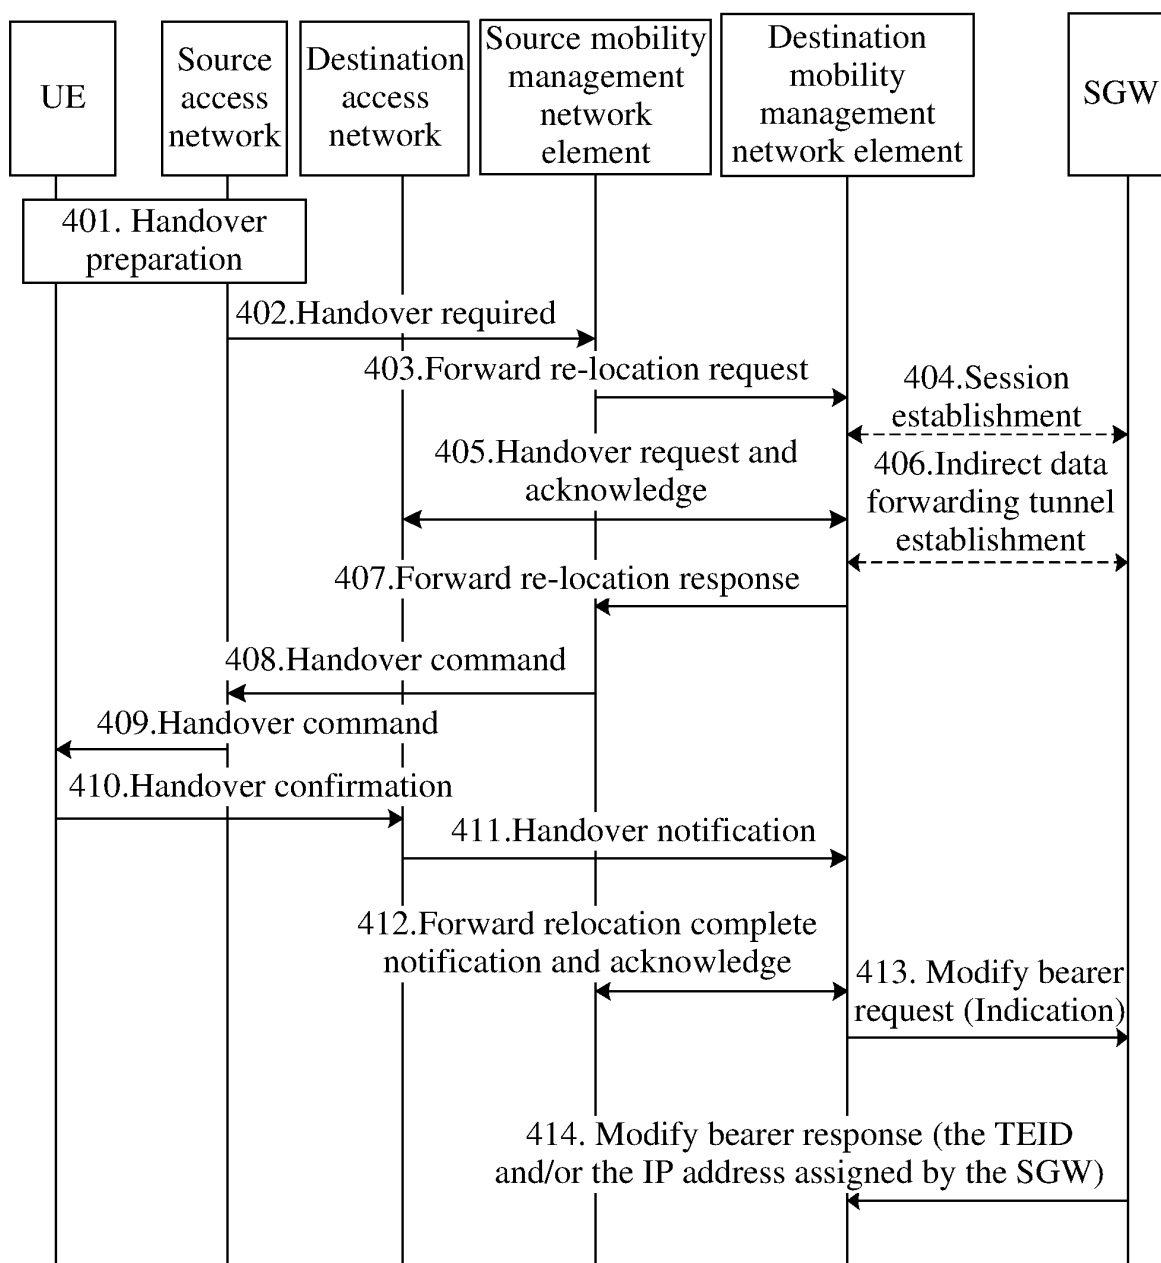 UE
Source
access
network
Destination
access
network
Source mobility
management
network
element
Destination
mobility
management
network element
SGW
401. Handover
preparation
402.Handover required
403.Forward re-location request
404.Session
establishment
405.Handover request and
acknowledge
406.Indirect data
forwarding tunnel
establishment
407.Forward re-location response
408.Handover command
409.Handover command
410.Handover confirmation
411.Handover notification
412.Forward relocation complete
notification and acknowledge
413. Modify bearer
request (Indication)
414. Modify bearer response (the TEID
and/or the IP address assigned by the SGW)